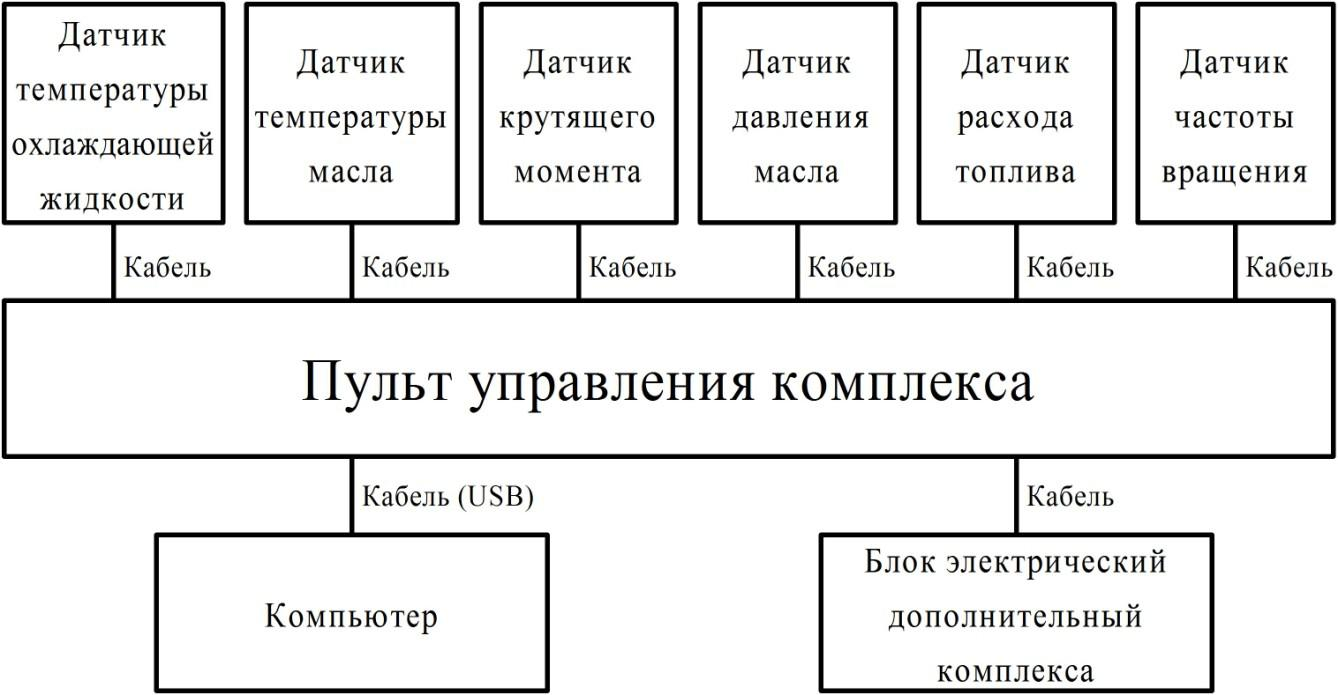 Датчик
температуры
охлаждающей
жидкости
Датчик
температуры
масла
Датчик
крутящего
момента
Датчик
давления
масла
Датчик
расхода
топлива
Датчик
частоты
вращения
Кабель
Кабель
Кабель
Кабель
Кабель
Кабель
Пульт управления комплекса
Кабель (USB)
Кабель
Компьютер
Блок электрический
дополнительный
комплекса